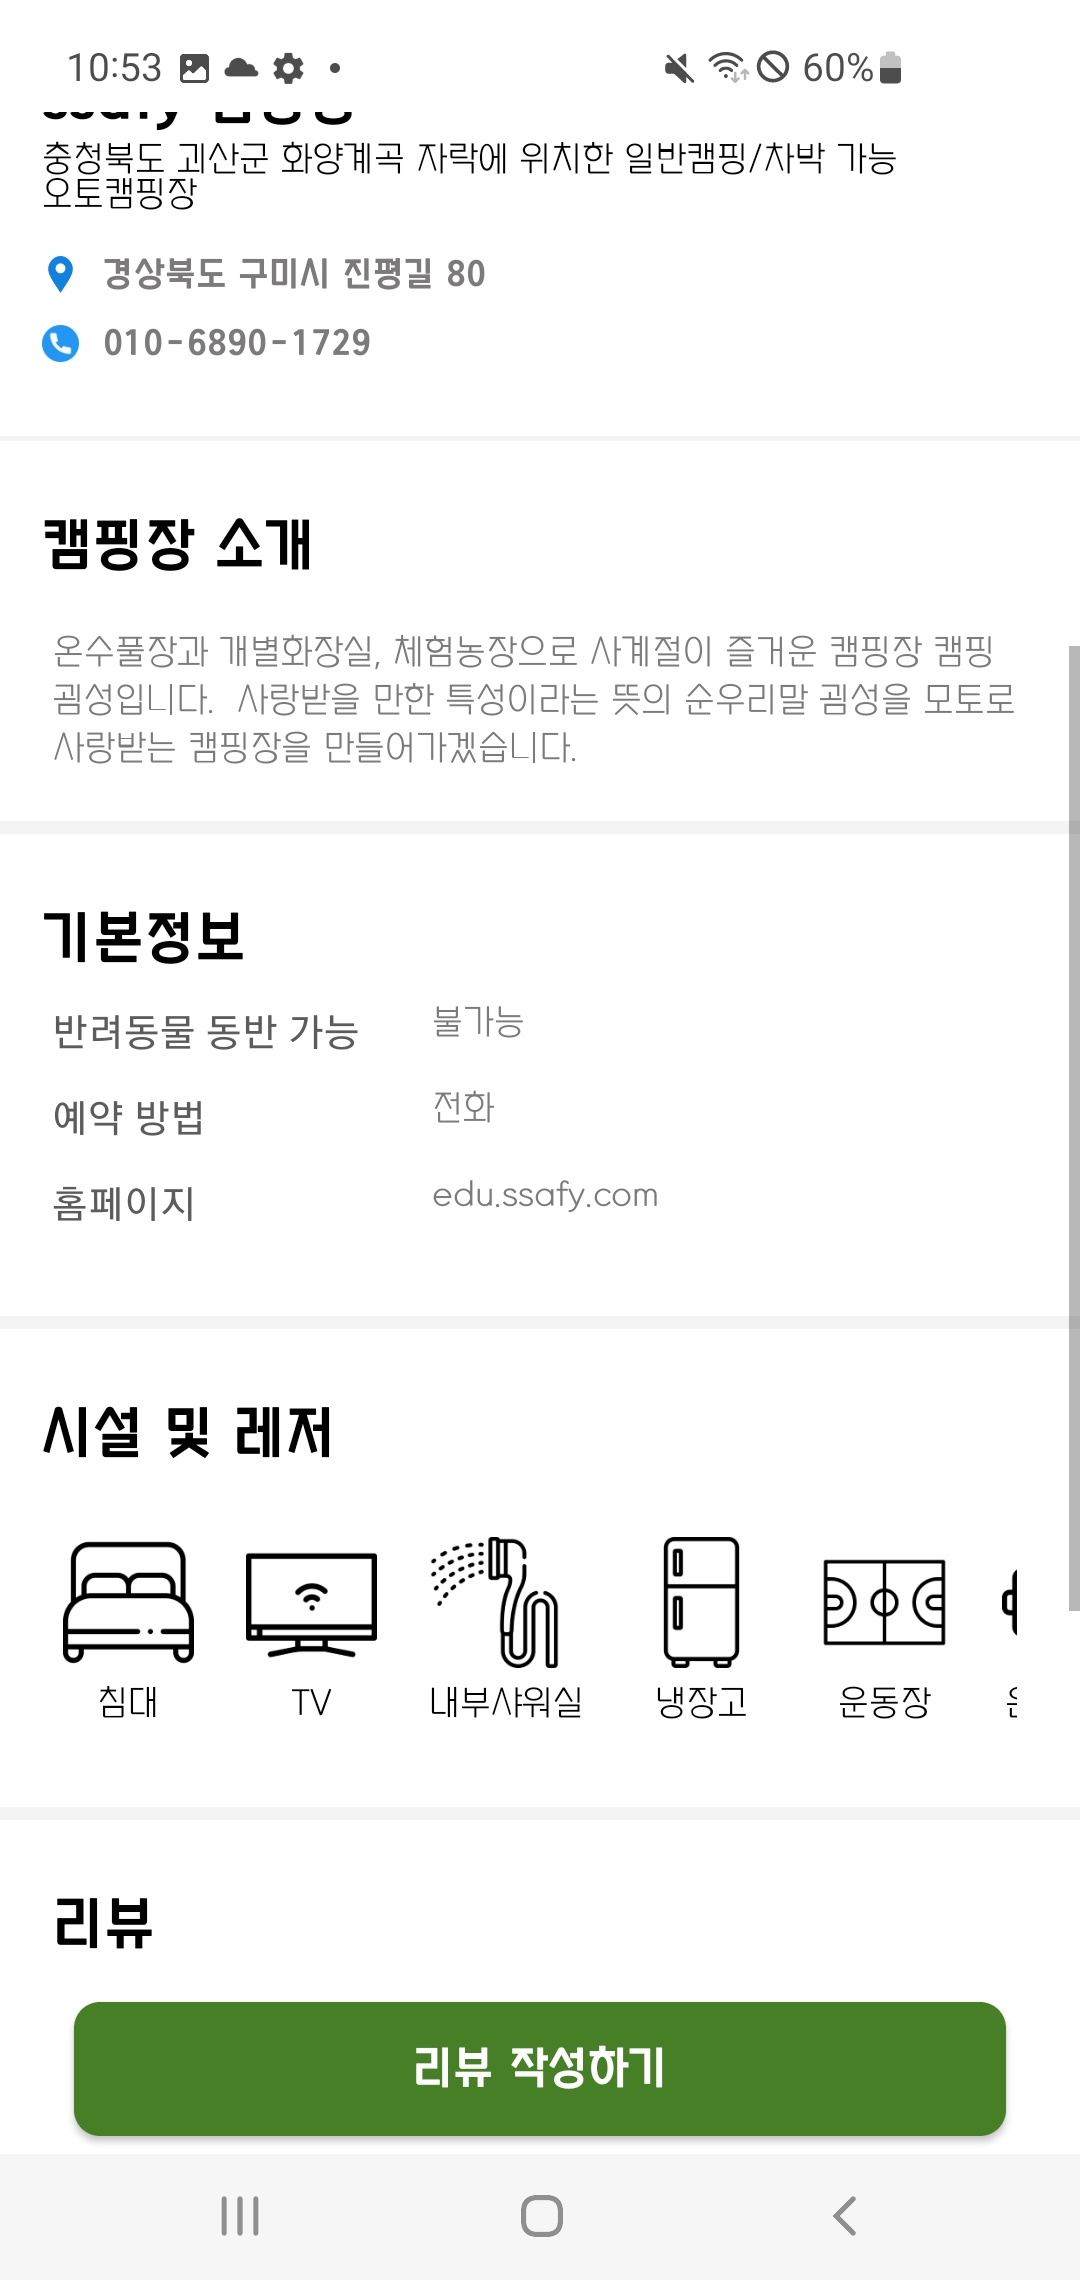 10:53
60%
충청북도 괴산군 화양계곡 자락에 위치한 일반캠핑/차박 가능
오토캠핑장
경상북도 구미시 진평길 80
010-6890-1729
캠핑장 소개
온수풀장과 개별화장실, 체험농장으로 사계절이 즐거운 캠핑장 캠핑
굄성입니다.  사랑받을 만한 특성이라는 뜻의 순우리말 굄성을 모토로
사랑받는 캠핑장을 만들어가겠습니다.
기본정보
반려동물 동반 가능 불가능
예약 방법 전화
홈페이지 edu.ssafy.com
시설 및 레저
침대 TV 내부샤워실 냉장고 운동장
리뷰
리뷰 작성하기